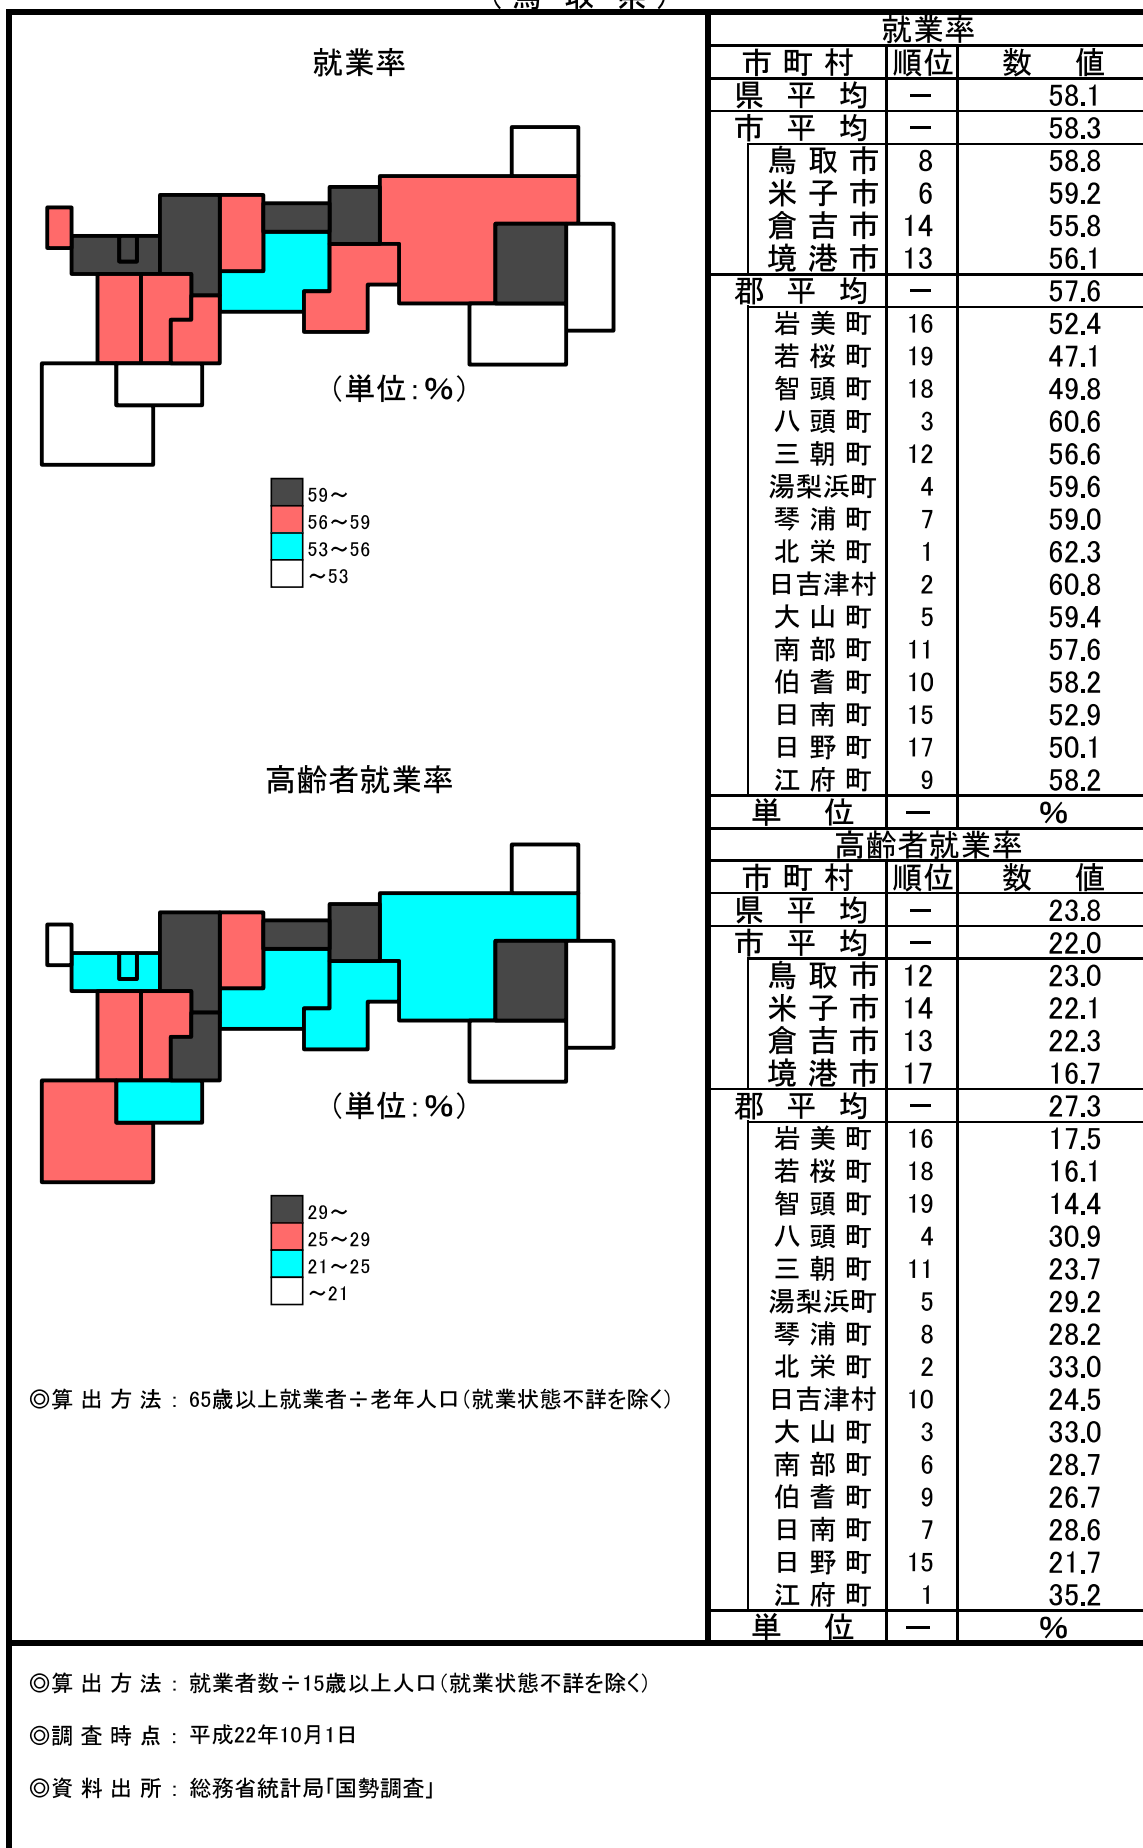 (鳥取県)
就業率
(単位:%)
59～
56～59
53～56
～53
高齢者就業率
(単位:%)
29～
25～29
21～25
～21
◎算出方法：65歳以上就業者÷老年人口(就業状態不詳を除く)
就業率
市町村 順位 数値
県平均 － 58.1
市平均 － 58.3
鳥取市 8 58.8
米子市 6 59.2
倉吉市 14 55.8
境港市 13 56.1
郡平均 － 57.6
岩美町 16 52.4
若桜町 19 47.1
智頭町 18 49.8
八頭町 3 60.6
三朝町 12 56.6
湯梨浜町 4 59.6
琴浦町 7 59.0
北栄町 1 62.3
日吉津村 2 60.8
大山町 5 59.4
南部町 11 57.6
伯耆町 10 58.2
日南町 15 52.9
日野町 17 50.1
江府町 9 58.2
単位 － %
高齢者就業率
市町村 順位 数値
県平均 － 23.8
市平均 － 22.0
鳥取市 12 23.0
米子市 14 22.1
倉吉市 13 22.3
境港市 17 16.7
郡平均 － 27.3
岩美町 16 17.5
若桜町 18 16.1
智頭町 19 14.4
八頭町 4 30.9
三朝町 11 23.7
湯梨浜町 5 29.2
琴浦町 8 28.2
北栄町 2 33.0
日吉津村 10 24.5
大山町 3 33.0
南部町 6 28.7
伯耆町 9 26.7
日南町 7 28.6
日野町 15 21.7
江府町 1 35.2
単位 － %
◎算出方法：就業者数÷15歳以上人口(就業状態不詳を除く)
◎調査時点：平成22年10月1日
◎資料出所：総務省統計局「国勢調査」